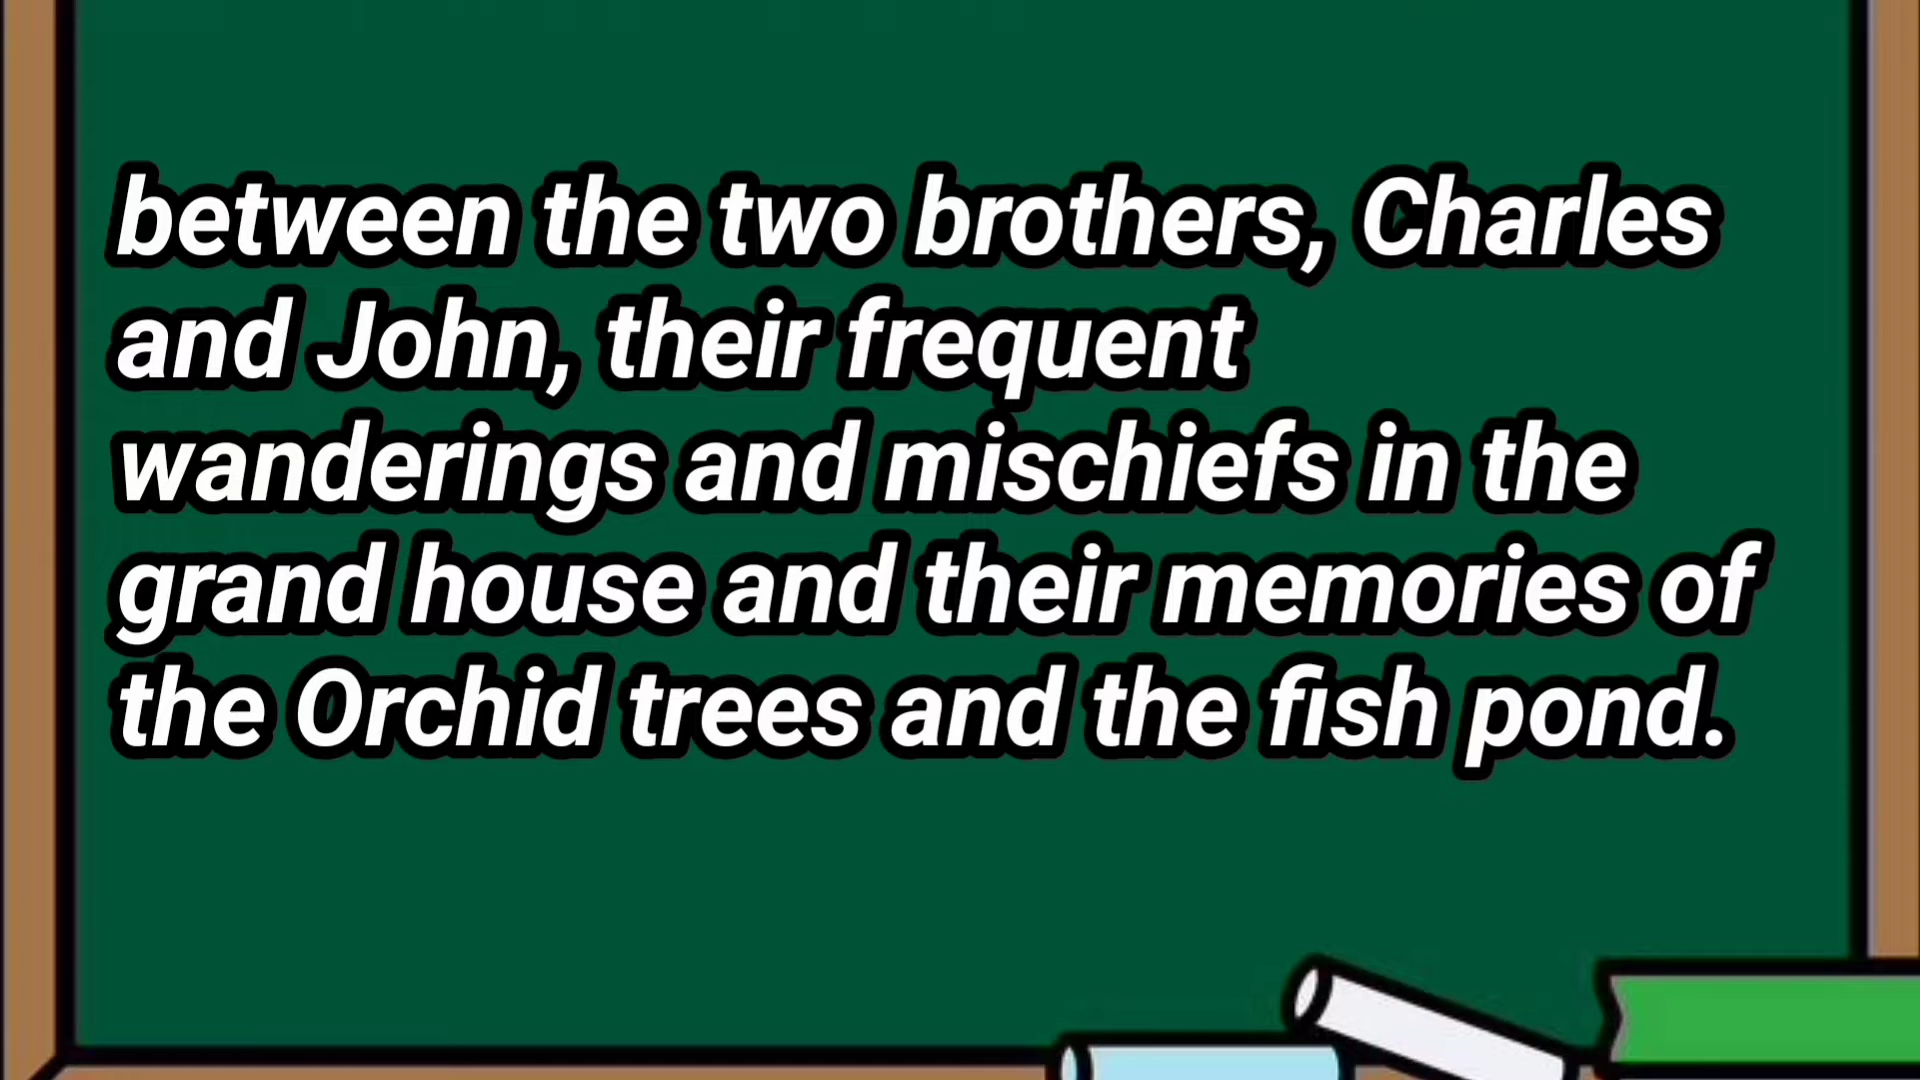 between the two brothers, Charles
and John, their frequent
wanderings and mischiefs in the
grand house and their memories of
the Orchid trees and the fish pond.